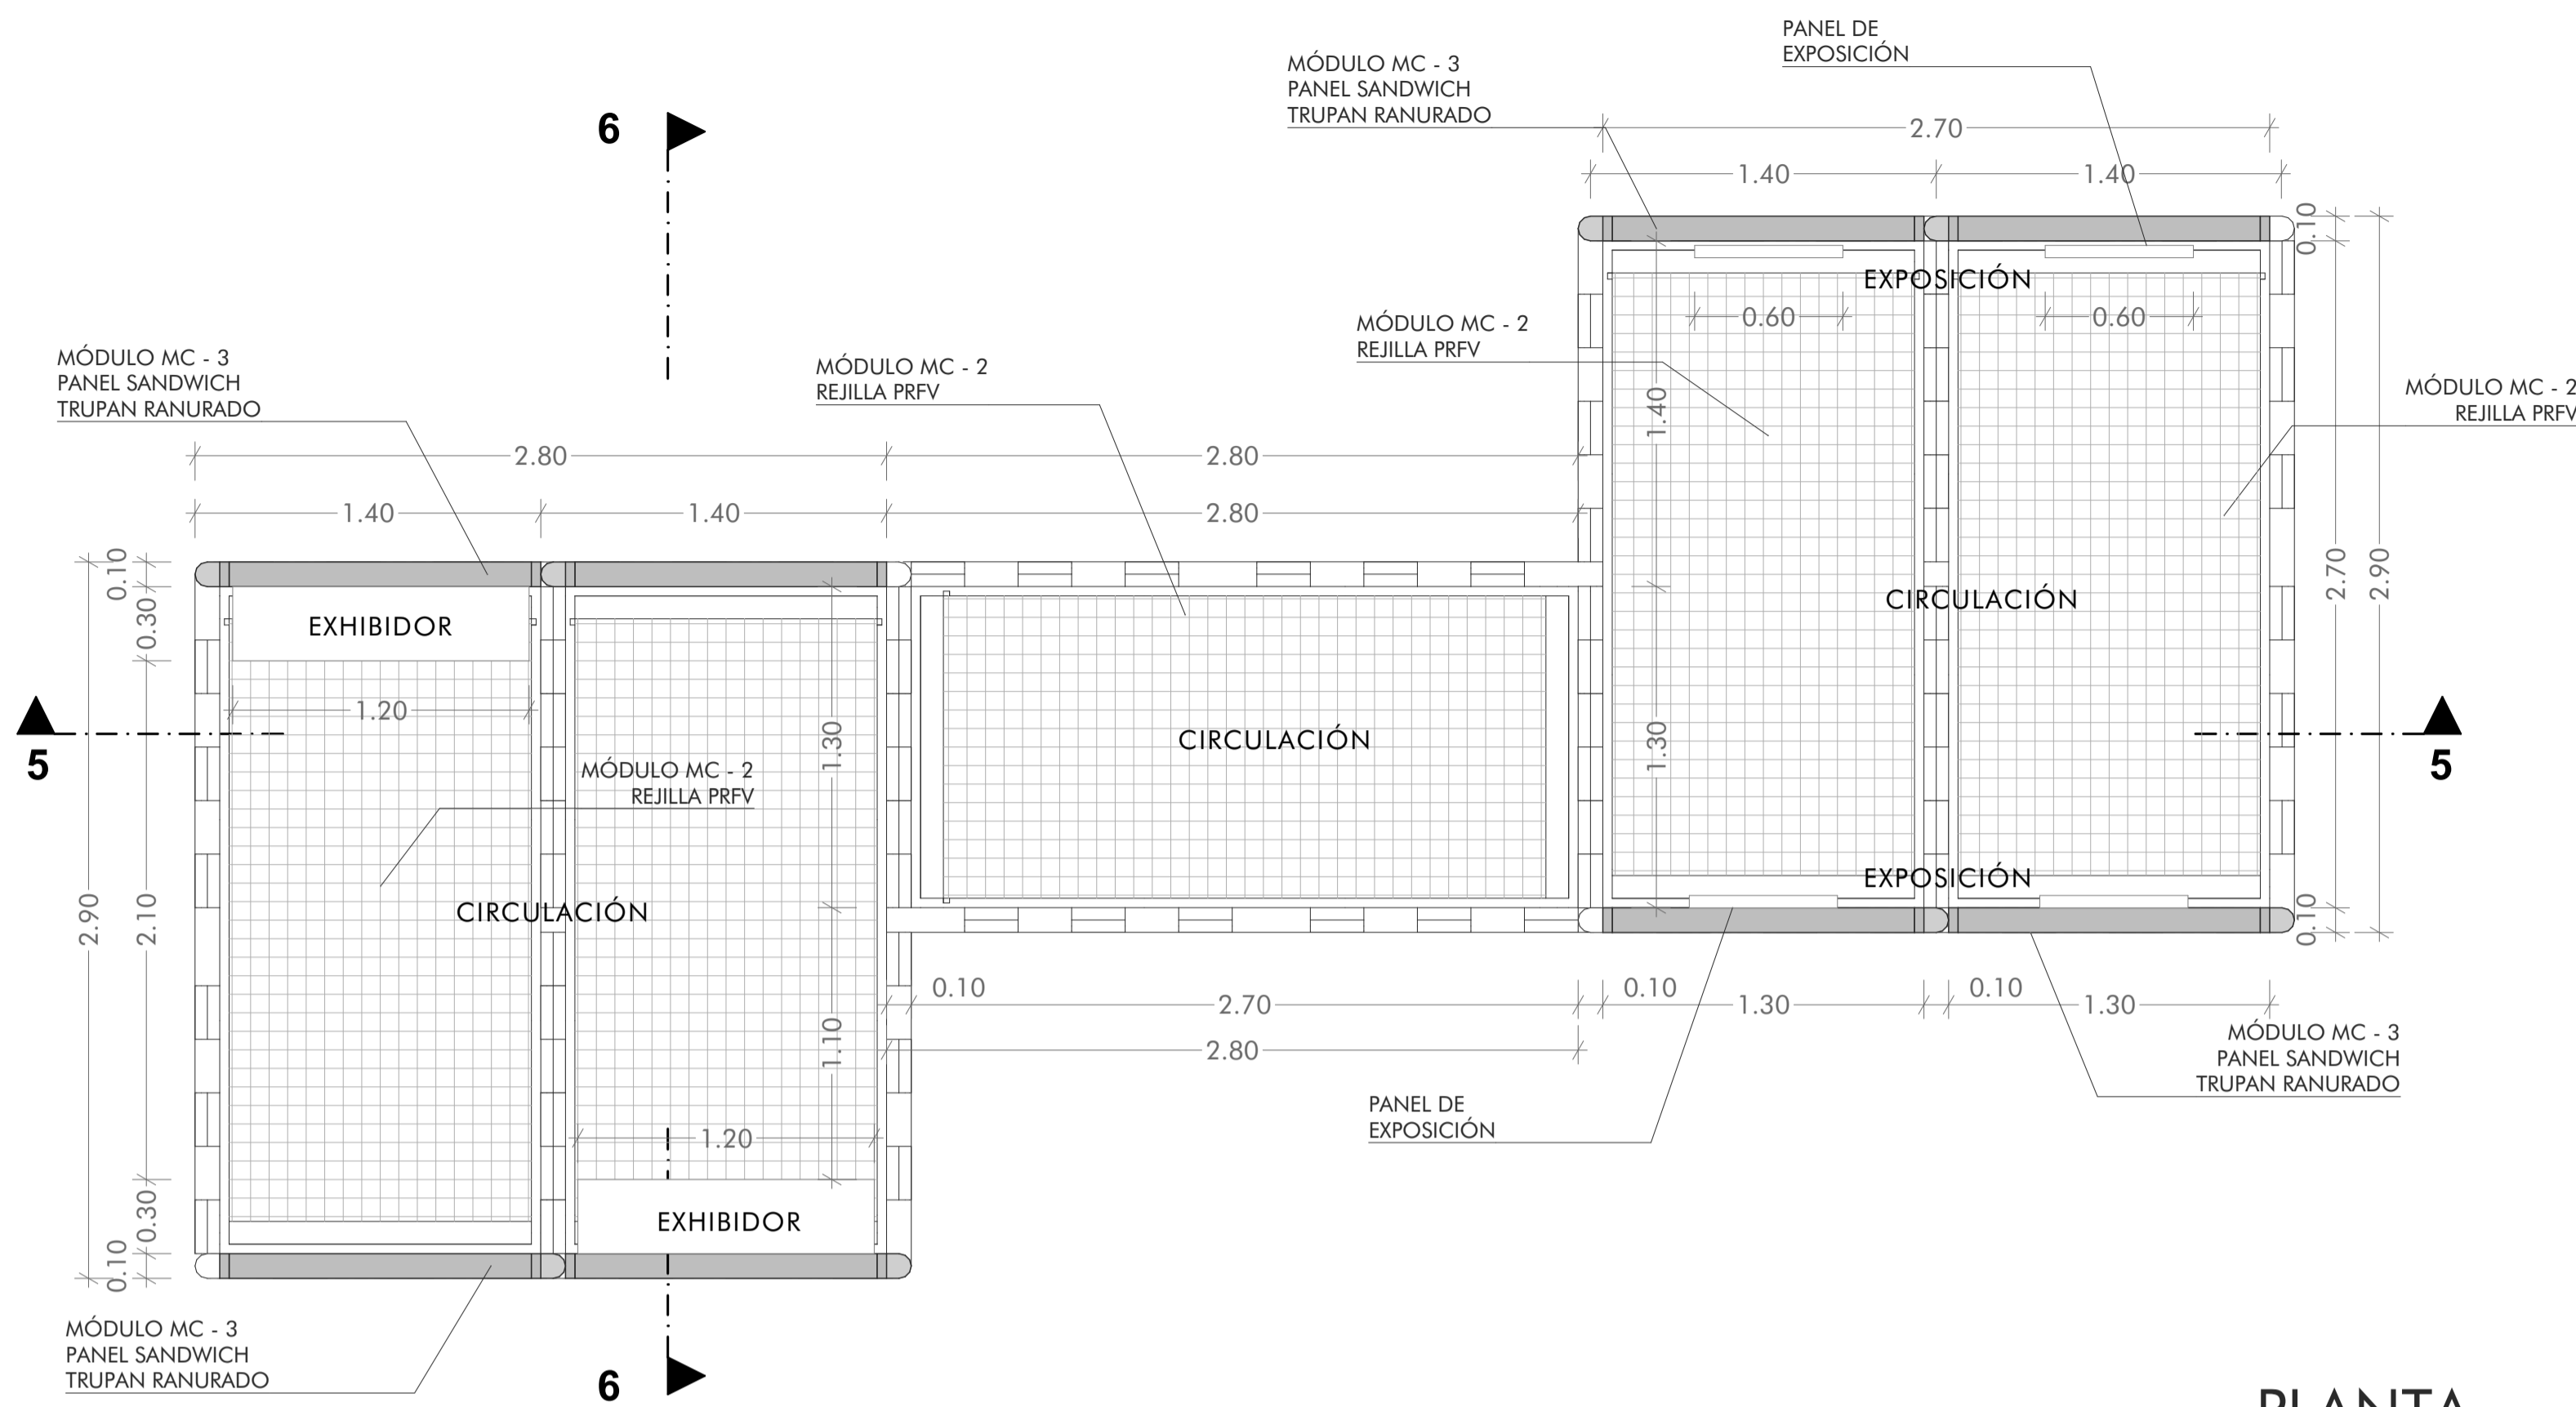 PANEL DE
EXPOSICIÓN
MÓDULO MC - 3
PANEL SANDWICH
TRUPAN RANURADO
2.70
6
1.40
1.40
0.10
EXPOSICIÓN
0.60
0.60
MÓDULO MC - 2
REJILLA PRFV
MÓDULO MC - 3
PANEL SANDWICH
TRUPAN RANURADO
MÓDULO MC - 2
REJILLA PRFV
MÓDULO MC - 2
REJILLA PRFV
1.40
2.80
2.80
1.40
1.40
2.80
0.10
0.30
EXHIBIDOR
CIRCULACIÓN
2.70
2.90
1.20
1.30
CIRCULACIÓN
1.30
5
5
MÓDULO MC - 2
REJILLA PRFV
EXPOSICIÓN
2.90
2.10
CIRCULACIÓN
0.10
0.10
2.70
0.10
1.30
0.10
1.30
1.10
2.80
MÓDULO MC - 3
PANEL SANDWICH
TRUPAN RANURADO
PANEL DE
EXPOSICIÓN
1.20
0.30
EXHIBIDOR
0.10
MÓDULO MC - 3
PANEL SANDWICH
TRUPAN RANURADO
6
PLANTA